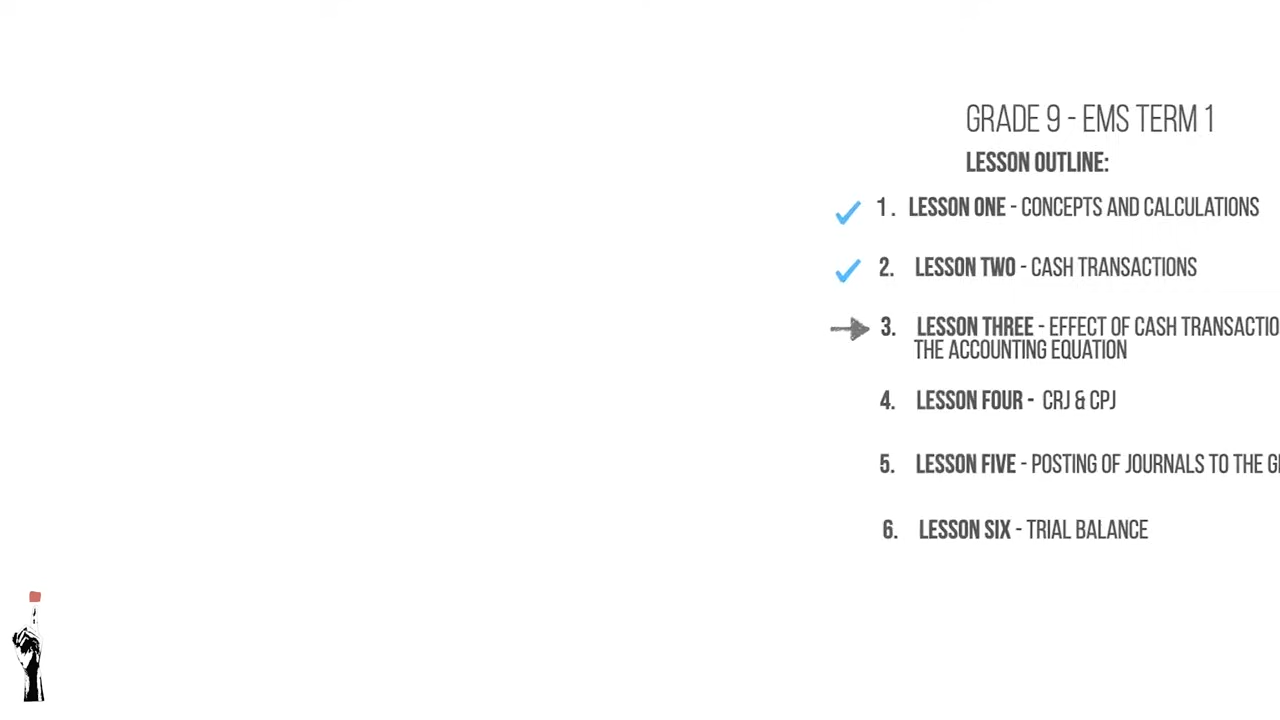 GRADE 9 - EMS TERM 1
LESSON OUTLINE:
1. LESSON ONE - CONCEPTS AND CALCULATIONS
2. LESSON TWO - CASH TRANSACTIONS
3. LESSON THREE - EFFECT OF CASH
THE ACCOUNTING EQUATION
4. LESSON FOUR - CRJ & CPJ
5. LESSON FIVE - POSTING OF JOURNALS TO THE
6. LESSON SIX - TRIAL BALANCE